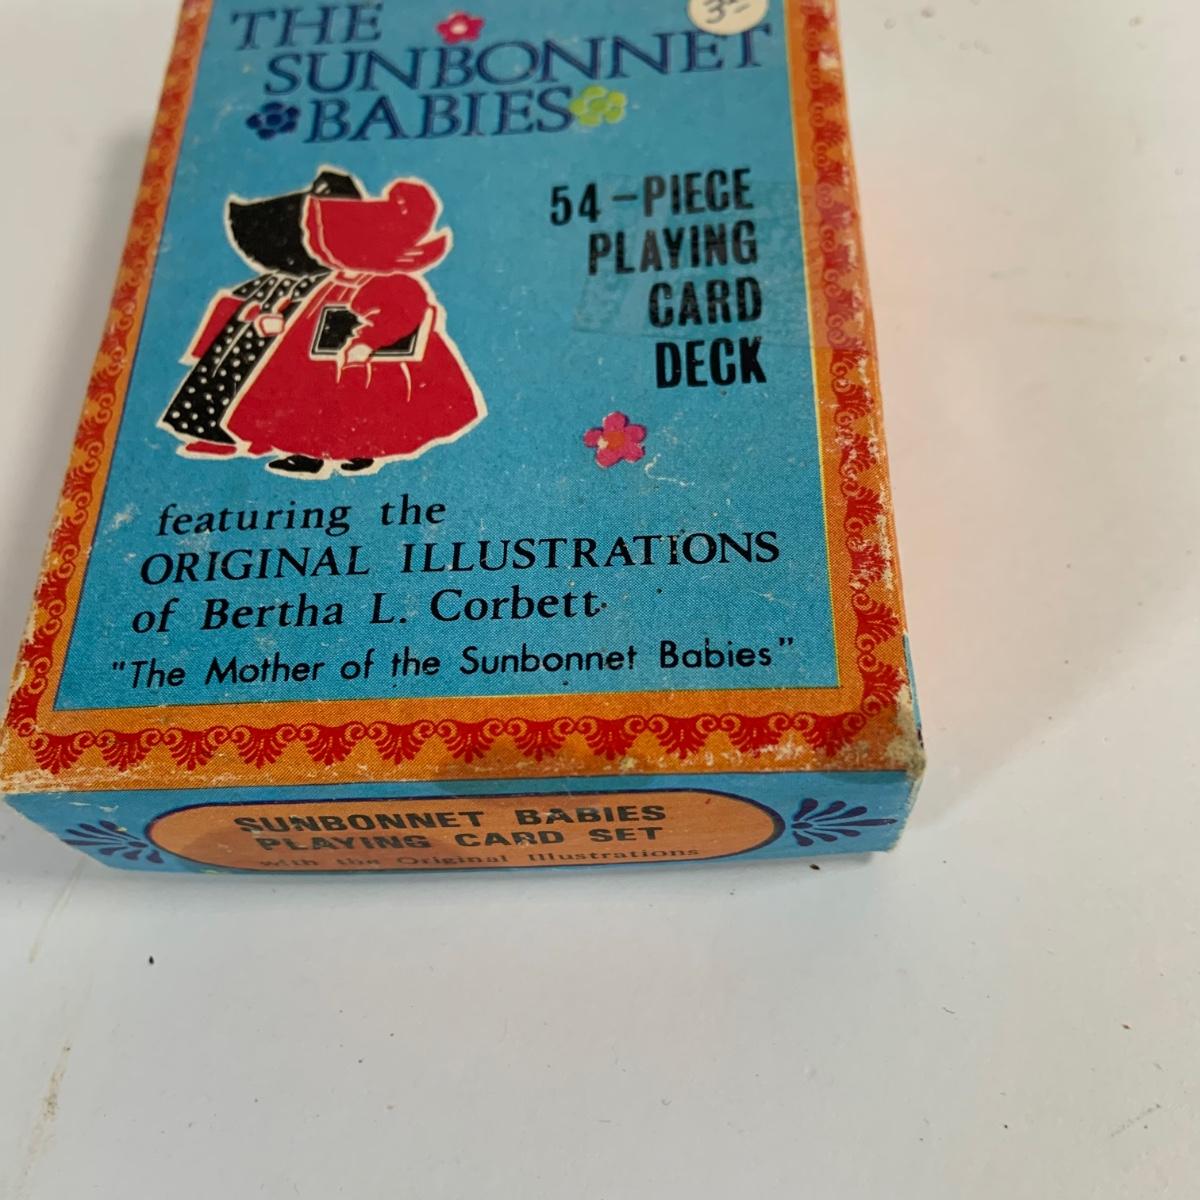 THE
SUNBONNET
BABIES
54-PIECE
PLAYING
CARD
DECK
featuring the
ORIGINAL ILLUSTRATIONS
of Bertha L. Corbett
"The Mother of the Sunbonnet Babies"
SUNBONNET BABIES
PLAYING CARD SET
with the Original Illustrations